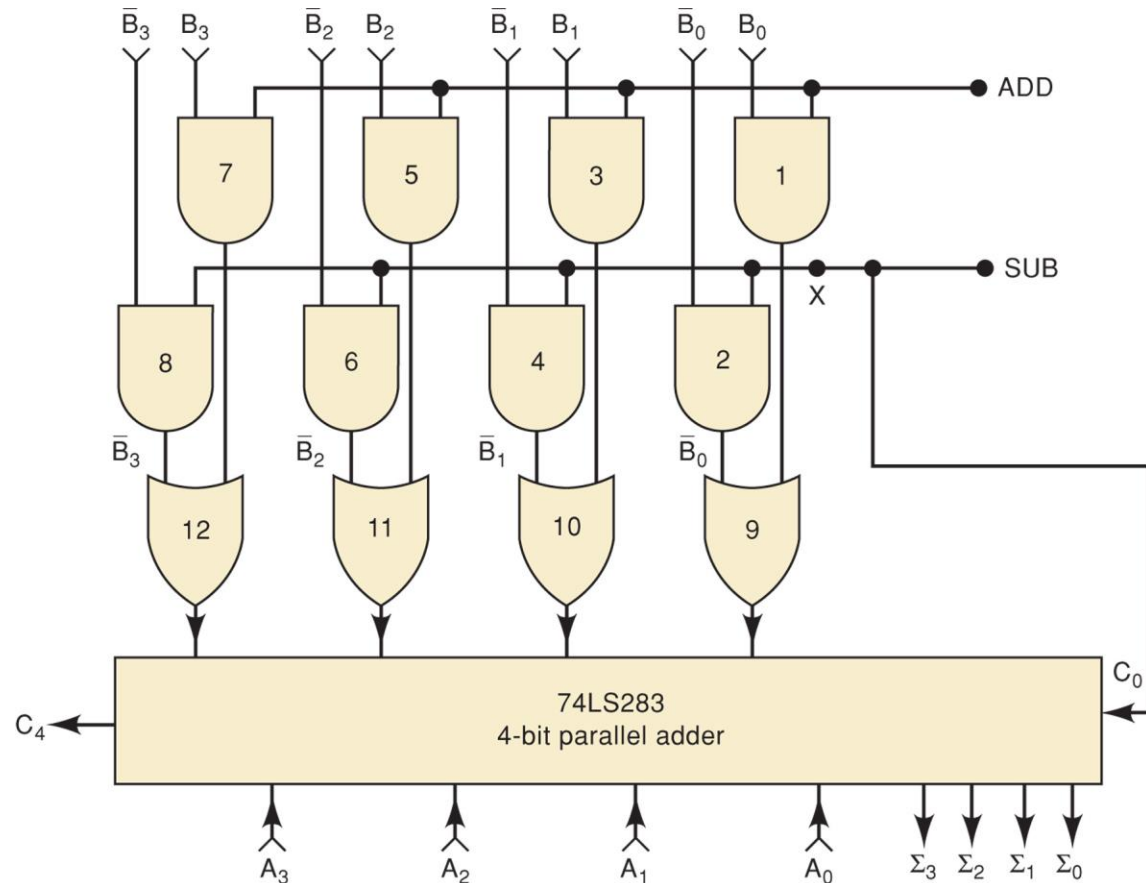 B̅₃ B₃ B̅₂ B₂ B̅₁ B₁ B̅₀ B₀
ADD
7 5 3 1
SUB
X
8 6 4 2
B̅₃ B̅₂ B̅₁ B̅₀
12 11 10 9
C₀
74LS283
C₄
4-bit parallel adder
A₃ A₂ A₁ A₀ Σ₃ Σ₂ Σ₁ Σ₀